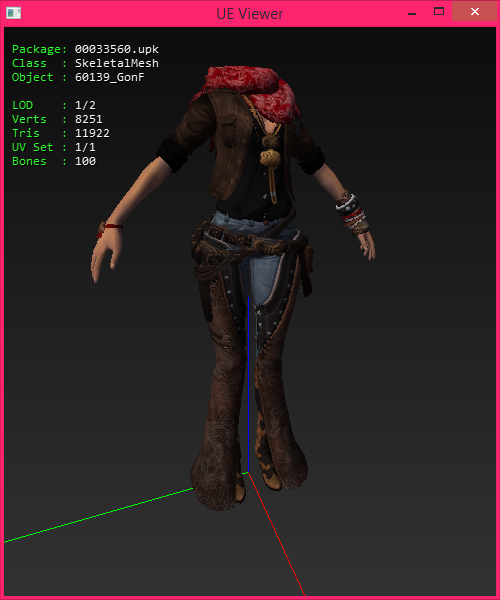 UE Viewer
Package: 00033560.upk
Class : SkeletalMesh
Object : 60139_GonF
LOD : 1/2
Verts : 8251
Tris : 11922
UV Set : 1/1
Bones : 100